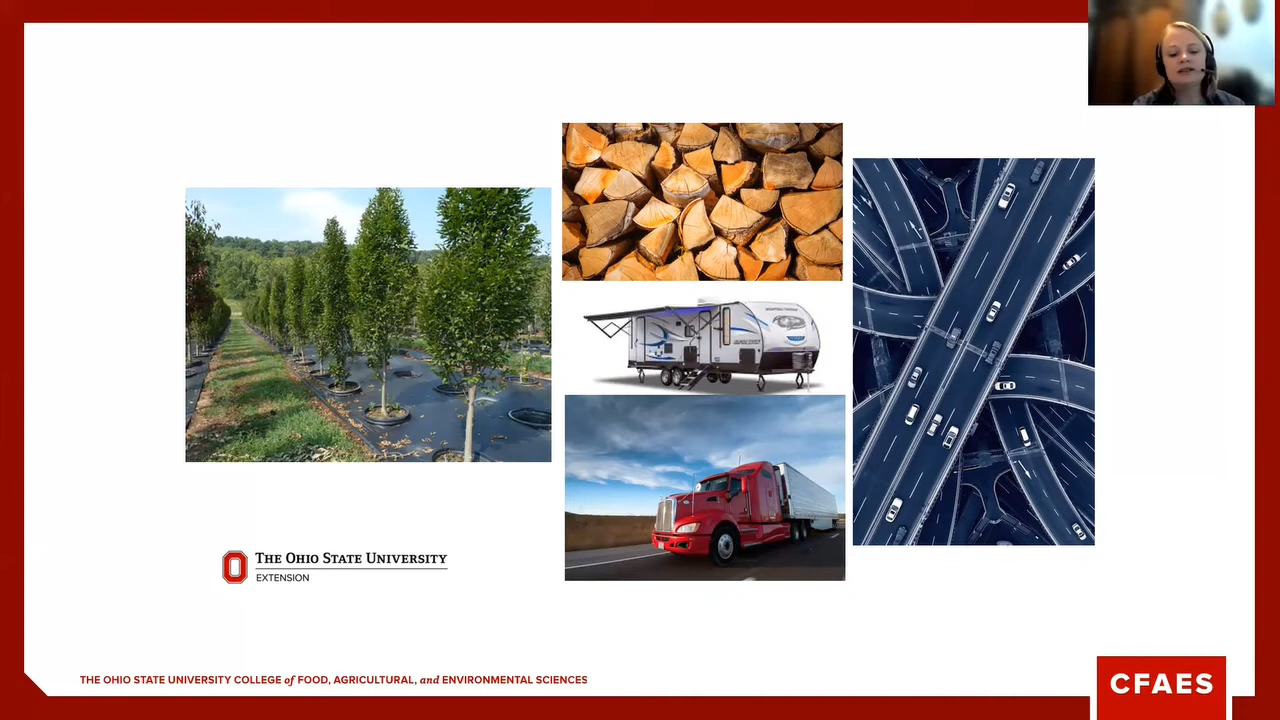 THE OHIO STATE UNIVERSITY
EXTENSION
THE OHIO STATE UNIVERSITY COLLEGE of FOOD, AGRICULTURAL, and ENVIRONMENTAL SCIENCES
CFAES